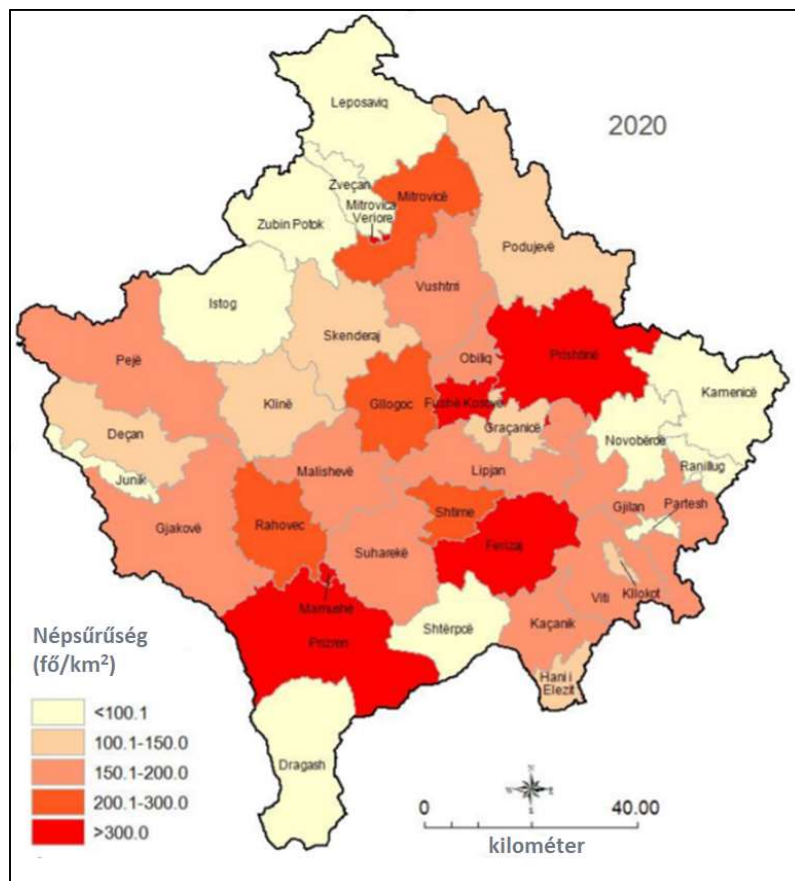 2020
Leposaviq
Zveçan
Mitrovica
Veriore
Mitrovicë
Zubin Potok
Podujevë
Vushtrri
Istog
Skenderaj
Pejë
Obiliq
Prishtinë
Kamenicë
Klinë
Gllogoc
Fushë Kosovë
Graçanicë
Deçan
Novobërdë
Ranillug
Junik
Malishevë
Lipjan
Gjilan
Partesh
Gjakovë
Rahovec
Shtime
Ferizaj
Suharekë
Mamushë
Viti
Kllokot
Prizren
Shtërpcë
Kaçanik
Hani i
Elezit
Dragash
Népsűrűség
(fő/km²)
<100.1
100.1-150.0
150.1-200.0
200.1-300.0
>300.0
0 40.00
kilométer